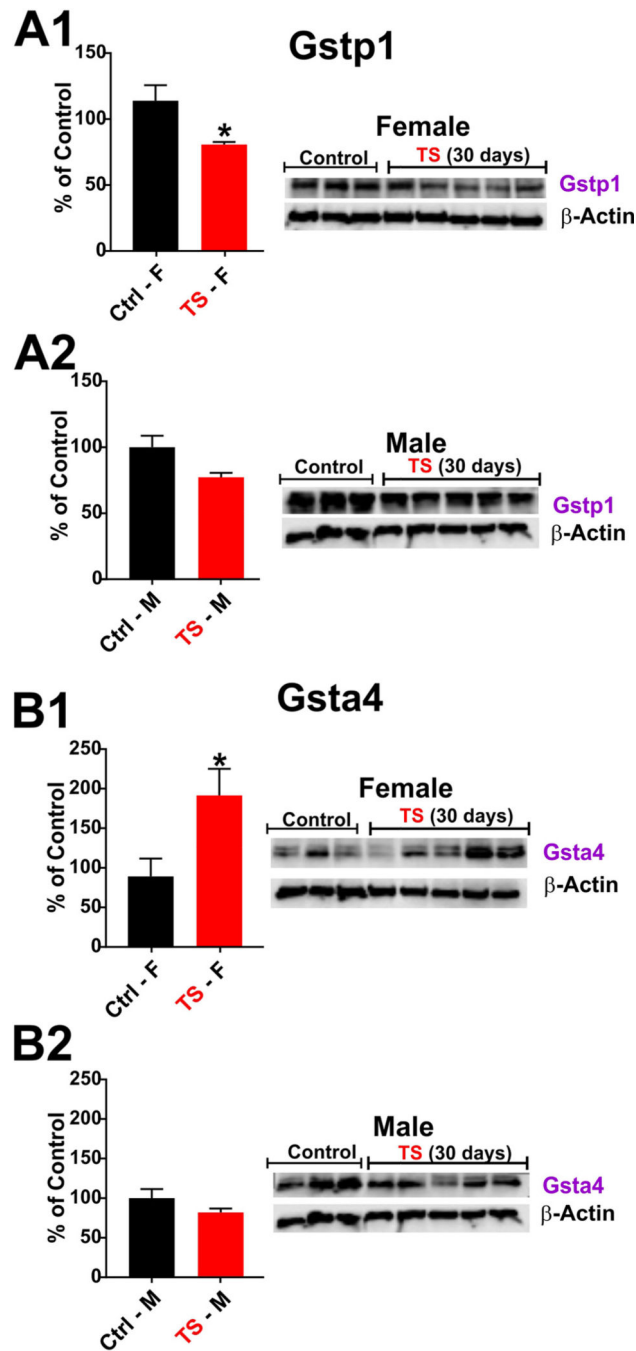 A1
Gstp1
150
100
50
0
% of Control
*
Ctrl - F
TS - F
Female
Control
TS (30 days)
Gstp1
β-Actin
A2
150
100
50
0
% of Control
Ctrl - M
TS - M
Male
Control
TS (30 days)
Gstp1
β-Actin
B1
Gsta4
250
200
150
100
50
0
% of Control
*
Ctrl - F
TS - F
Female
Control
TS (30 days)
Gsta4
β-Actin
B2
250
200
150
100
50
0
% of Control
Ctrl - M
TS - M
Male
Control
TS (30 days)
Gsta4
β-Actin